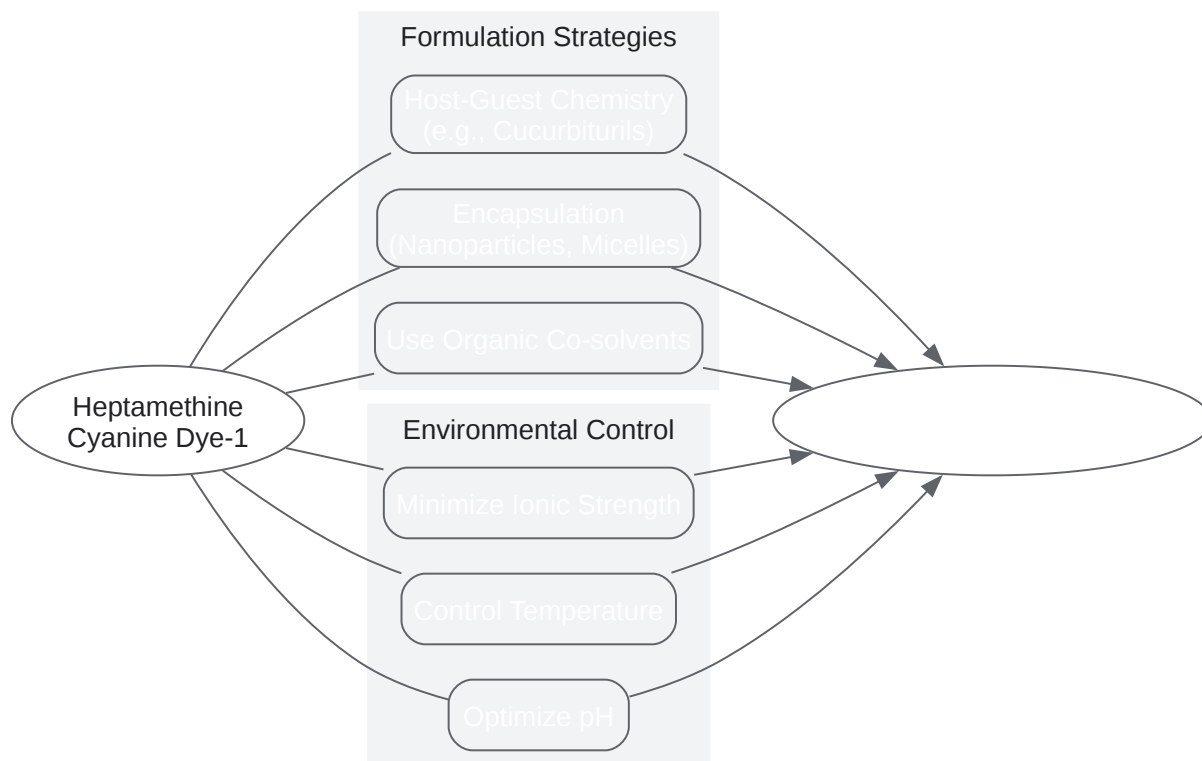 Formulation Strategies
Host-Guest Chemistry
(e.g., Cucurbiturils)
Encapsulation
(Nanoparticles, Micelles)
Use Organic Co-solvents
Heptamethine
Cyanine Dye-1
Environmental Control
Minimize Ionic Strength
Control Temperature
Optimize pH